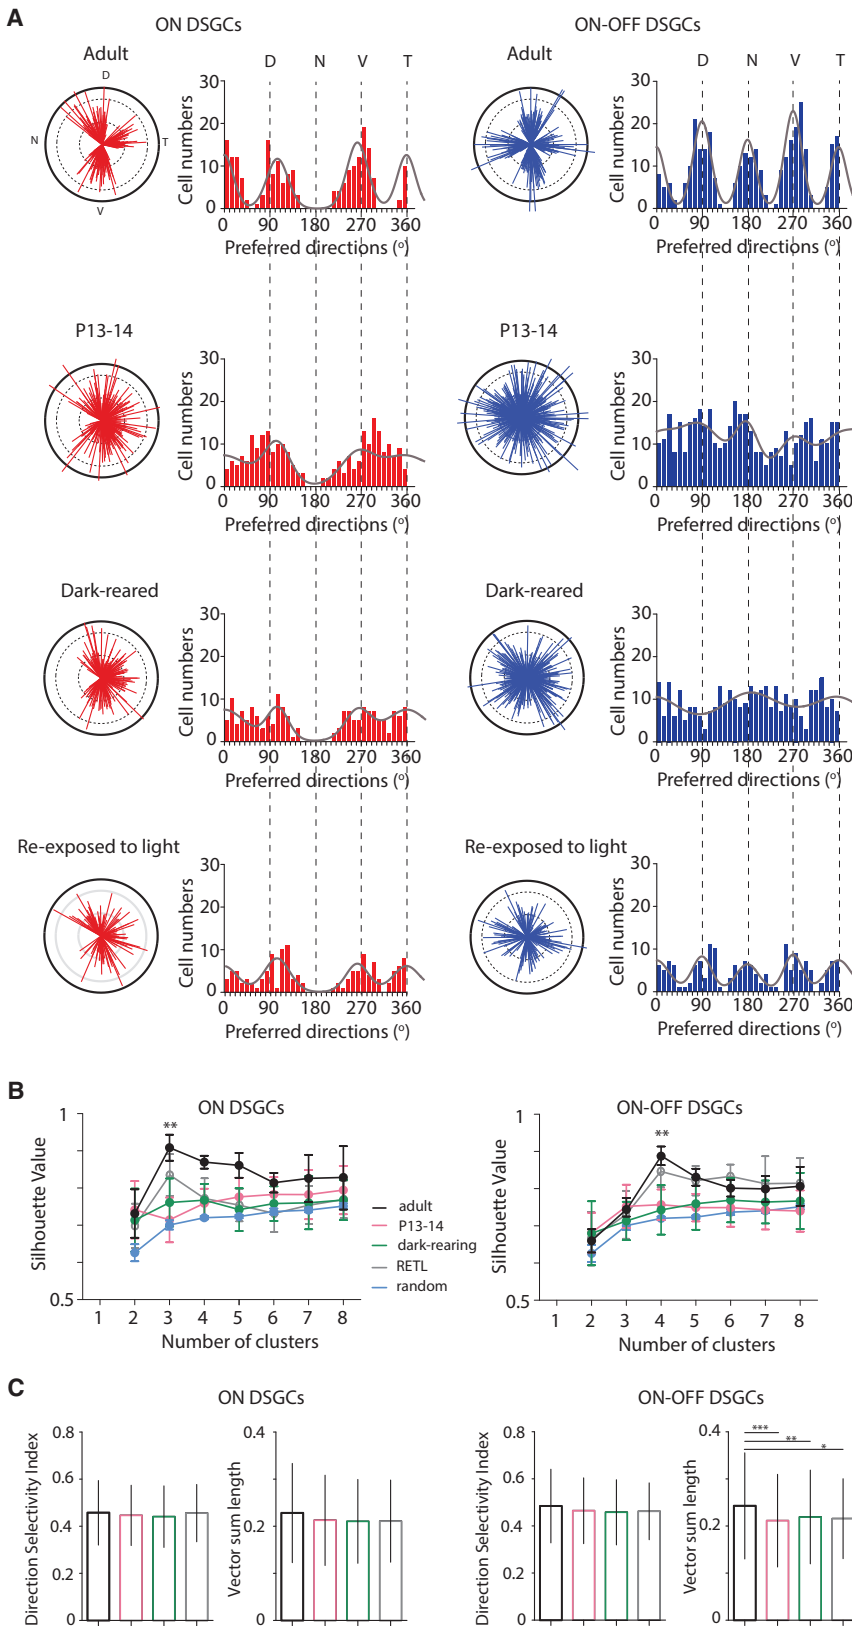 A
ON DSGCs
ON-OFF DSGCs
Adult
D
N
T
V
D N V T
Cell numbers
30
20
10
0
0 90 180 270 360
Preferred directions (°)
Adult
D N V T
Cell numbers
30
20
10
0
0 90 180 270 360
Preferred directions (°)
P13-14
Cell numbers
30
20
10
0
0 90 180 270 360
Preferred directions (°)
P13-14
Cell numbers
30
20
10
0
0 90 180 270 360
Preferred directions (°)
Dark-reared
Cell numbers
30
20
10
0
0 90 180 270 360
Preferred directions (°)
Dark-reared
Cell numbers
30
20
10
0
0 90 180 270 360
Preferred directions (°)
Re-exposed to light
Cell numbers
30
20
10
0
0 90 180 270 360
Preferred directions (°)
Re-exposed to light
Cell numbers
30
20
10
0
0 90 180 270 360
Preferred directions (°)
B
ON DSGCs
Silhouette Value
1
0.5
**
1 2 3 4 5 6 7 8
Number of clusters
adult
P13-14
dark-rearing
RETL
random
ON-OFF DSGCs
Silhouette Value
1
0.5
**
1 2 3 4 5 6 7 8
Number of clusters
C
ON DSGCs
Direction Selectivity Index
0.8
0.6
0.4
0.2
0
Vector sum length
0.4
0.2
0
ON-OFF DSGCs
Direction Selectivity Index
0.8
0.6
0.4
0.2
0
Vector sum length
0.4
0.2
0
***
**
*